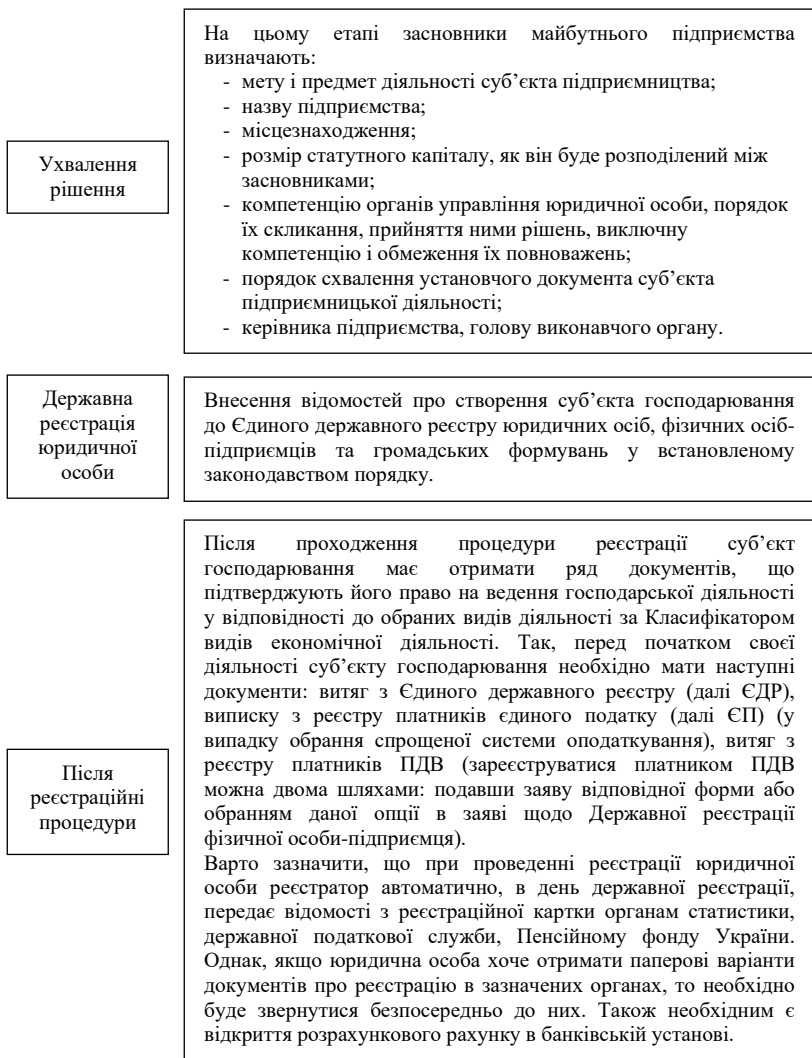 Ухвалення
рішення
На цьому етапі засновники майбутнього підприємства
визначають:
- мету і предмет діяльності суб’єкта підприємництва;
- назву підприємства;
- місцезнаходження;
- розмір статутного капіталу, як він буде розподілений між
засновниками;
- компетенцію органів управління юридичної особи, порядок
їх скликання, прийняття ними рішень, виключну
компетенцію і обмеження їх повноважень;
- порядок схвалення установчого документа суб’єкта
підприємницької діяльності;
- керівника підприємства, голову виконавчого органу.
Державна
реєстрація
юридичної
особи
Внесення відомостей про створення суб’єкта господарювання
до Єдиного державного реєстру юридичних осіб, фізичних осіб-
підприємців та громадських формувань у встановленому
законодавством порядку.
Після
реєстраційні
процедури
Після проходження процедури реєстрації суб’єкт
господарювання має отримати ряд документів, що
підтверджують його право на ведення господарської діяльності
у відповідності до обраних видів діяльності за Класифікатором
видів економічної діяльності. Так, перед початком своєї
діяльності суб’єкту господарювання необхідно мати наступні
документи: витяг з Єдиного державного реєстру (далі ЄДР),
виписку з реєстру платників єдиного податку (далі ЄП) (у
випадку обрання спрощеної системи оподаткування), витяг з
реєстру платників ПДВ (зареєструватися платником ПДВ
можна двома шляхами: подавши заяву відповідної форми або
обранням даної опції в заяві щодо Державної реєстрації
фізичної особи-підприємця).
Варто зазначити, що при проведенні реєстрації юридичної
особи реєстратор автоматично, в день державної реєстрації,
передає відомості з реєстраційної картки органам статистики,
державної податкової служби, Пенсійному фонду України.
Однак, якщо юридична особа хоче отримати паперові варіанти
документів про реєстрацію в зазначених органах, то необхідно
буде звернутися безпосередньо до них. Також необхідним є
відкриття розрахункового рахунку в банківській установі.